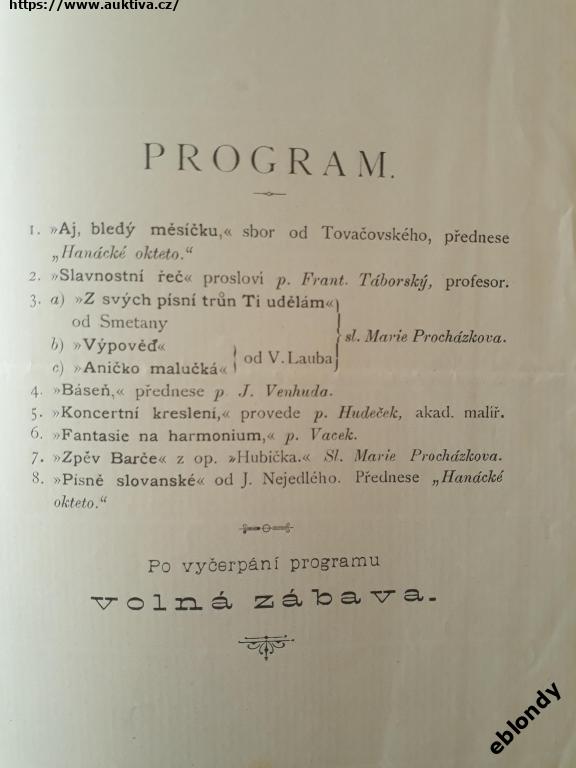 https://www.auktiva.cz/
PROGRAM.
1. »Aj, bledý měsíčku,« sbor od Tovačovského, přednese
„Hanácké okteto.“
2. »Slavnostní řeč« prosloví p. Frant. Táborský, profesor.
3. a) »Z svých písní trůn Ti udělám«
od Smetany
b) »Výpověď«
c) »Aničko malučká«
od V. Lauba
sl. Marie Procházkova.
4. »Báseň,« přednese p J. Venhuda.
5. »Koncertní kreslení,« provede p. Hudeček, akad. malíř.
6. »Fantasie na harmonium,« p. Vacek.
7. »Zpěv Barče« z op. »Hubička.« Sl. Marie Procházkova.
8. »Písně slovanské« od J. Nejedlého. Přednese „Hanácké
okteto.“
Po vyčerpání programu
volná zábava.
eblondy